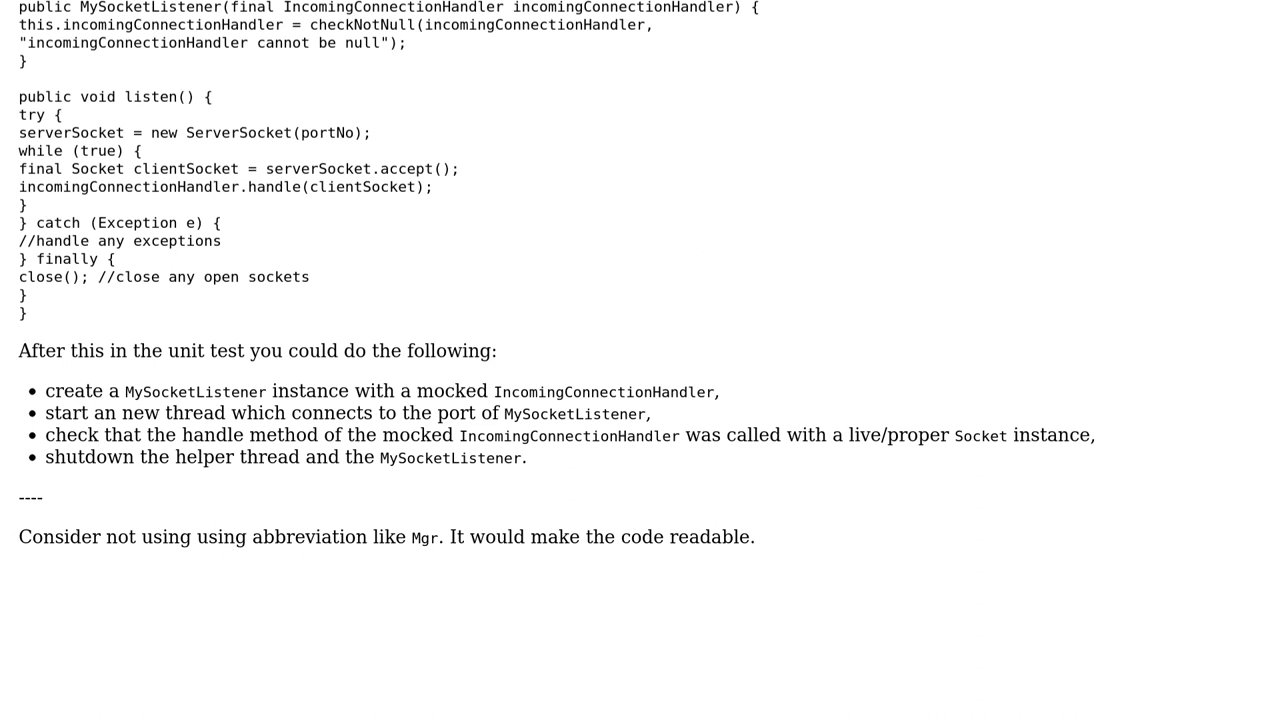 public MySocketListener(final IncomingConnectionHandler incomingConnectionHandler) {
this.incomingConnectionHandler = checkNotNull(incomingConnectionHandler,
"incomingConnectionHandler cannot be null");
}
public void listen() {
try {
serverSocket = new ServerSocket(portNo);
while (true) {
final Socket clientSocket = serverSocket.accept();
incomingConnectionHandler.handle(clientSocket);
}
} catch (Exception e) {
//handle any exceptions
} finally {
close(); //close any open sockets
}
}
After this in the unit test you could do the following:
• create a MySocketListener instance with a mocked IncomingConnectionHandler,
• start an new thread which connects to the port of MySocketListener,
• check that the handle method of the mocked IncomingConnectionHandler was called with a live/proper Socket instance,
• shutdown the helper thread and the MySocketListener.
----
Consider not using using abbreviation like Mgr. It would make the code readable.